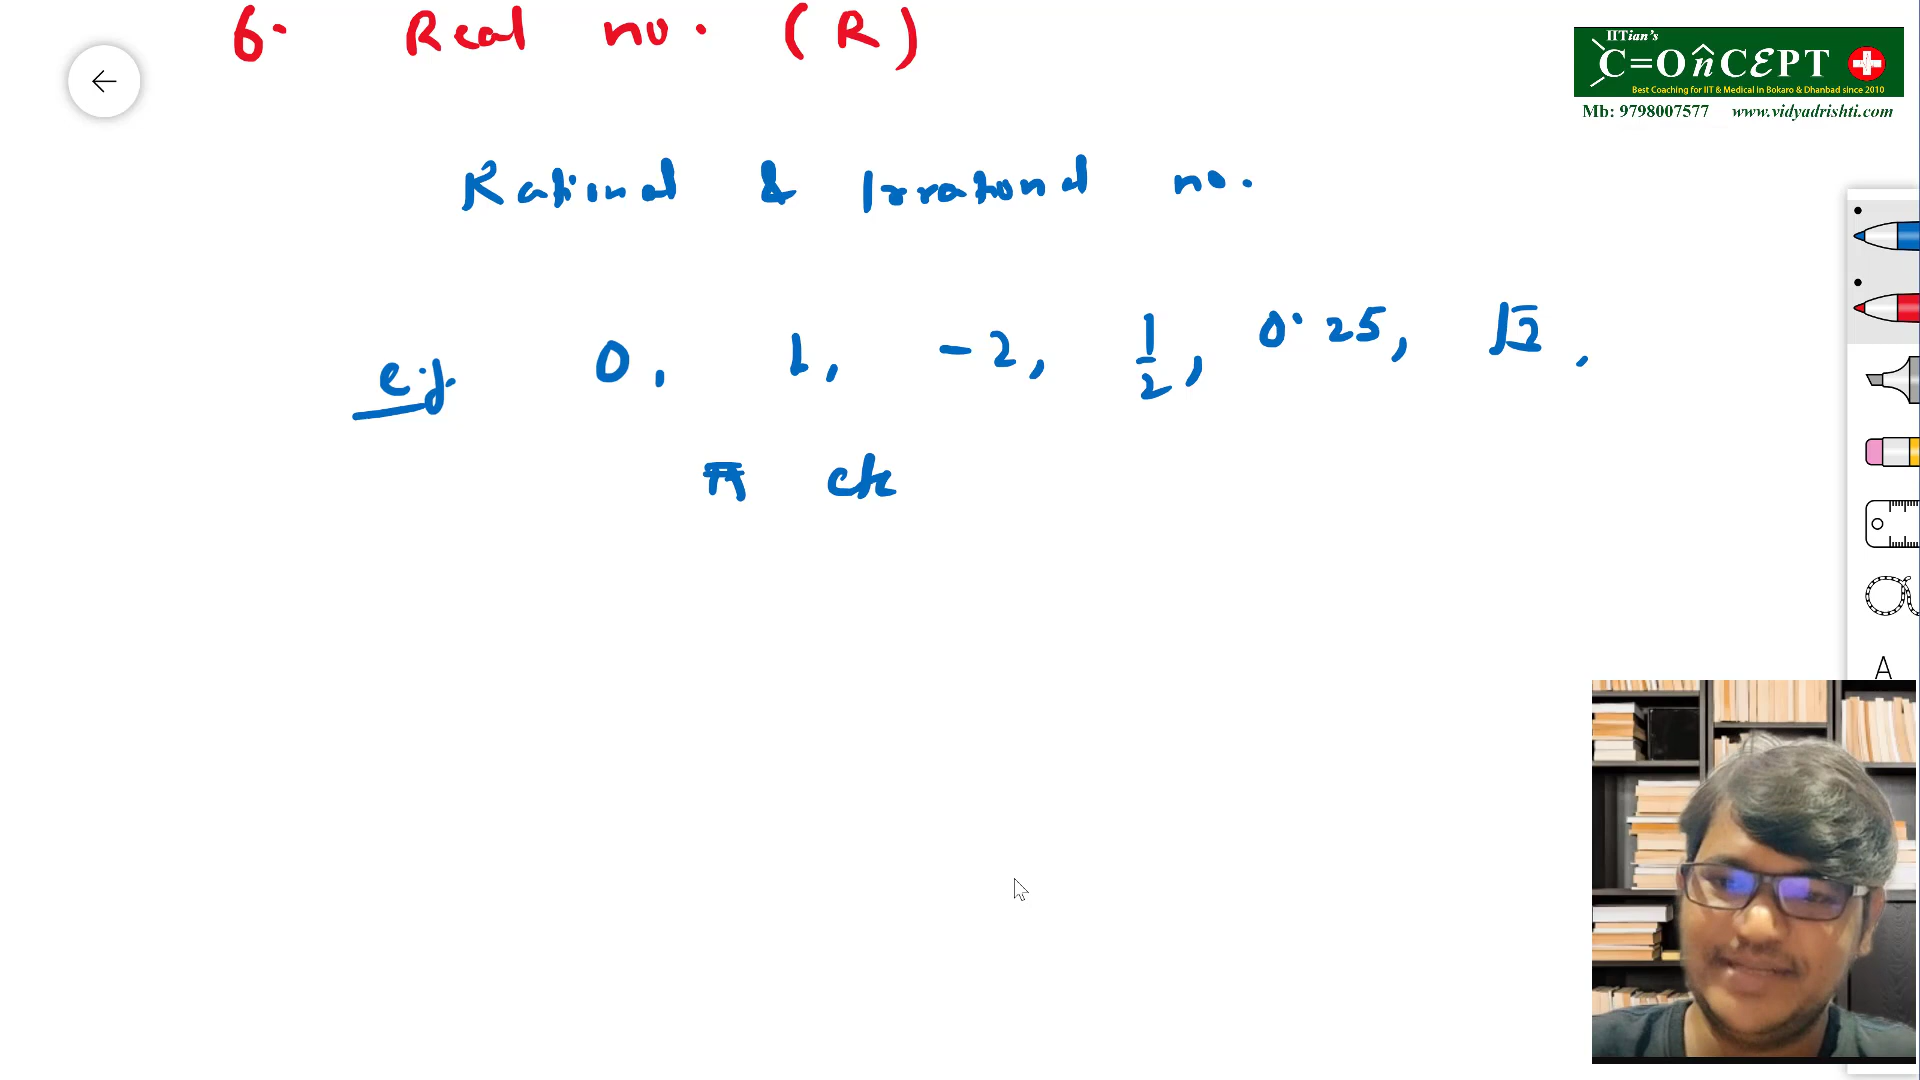 6. Real no. (R)
IITian's
C=OnCEPT
Best Coaching for IIT & Medical in Bokaro & Dhanbad since 2010
Mb: 9798007577 www.vidyadrishti.com
Rational & Irrational no.
e.g. 0, 1, -2, 1/2, 0.25, √2,
π etc
A